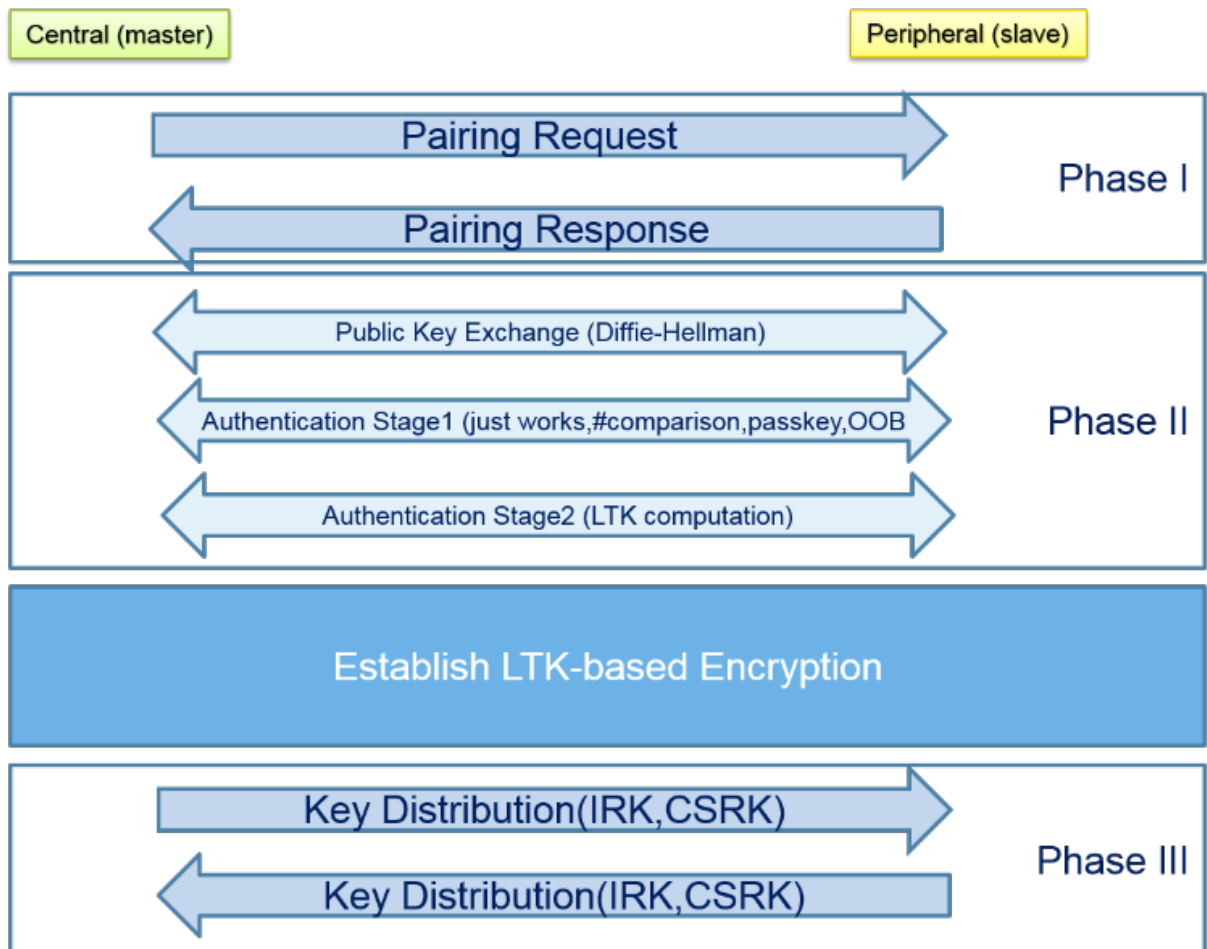 Central (master)
Peripheral (slave)
Pairing Request
Phase I
Pairing Response
Public Key Exchange (Diffie-Hellman)
Authentication Stage1 (just works,#comparison,passkey,OOB
Phase II
Authentication Stage2 (LTK computation)
Establish LTK-based Encryption
Key Distribution(IRK,CSRK)
Phase III
Key Distribution(IRK,CSRK)